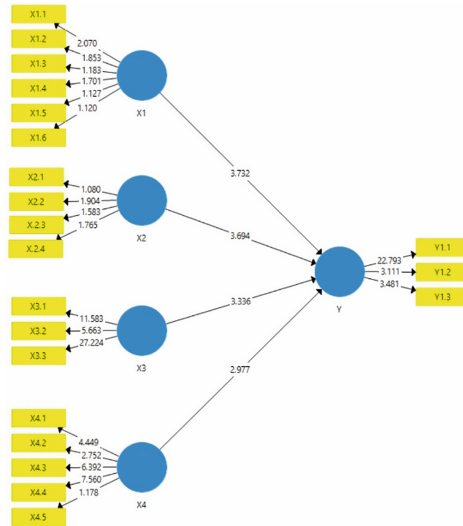 X1.1
X1.2
X1.3
X1.4
X1.5
X1.6
2.070
1.853
1.183
1.701
1.127
1.120
X1
3.732
X2.1
X2.2
X.2.3
X.2.4
1.080
1.904
1.583
1.765
X2
3.694
X3.1
X3.2
X3.3
11.583
5.663
27.224
X3
3.336
X4.1
X4.2
X4.3
X4.4
X4.5
4.449
2.752
6.392
7.560
1.178
X4
2.977
Y
22.793
3.111
3.481
Y1.1
Y1.2
Y1.3